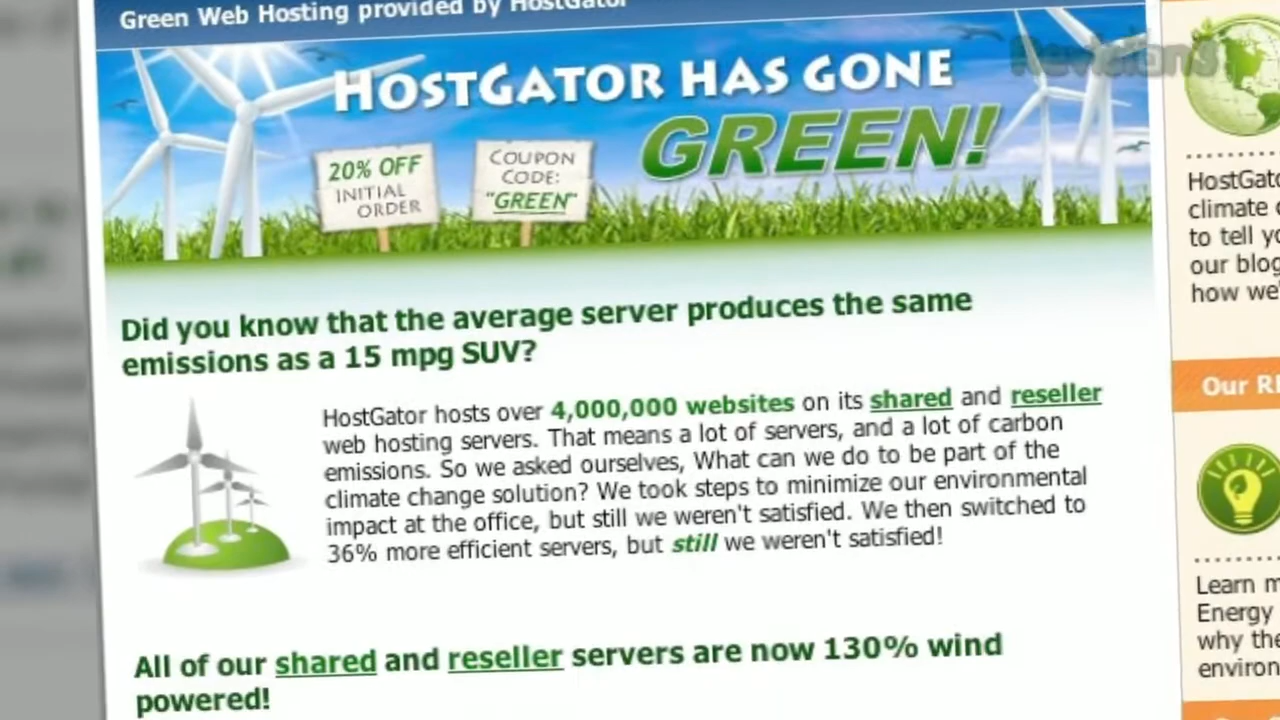 Green Web Hosting provided by HostGator
HOSTGATOR HAS GONE
GREEN!
20% OFF
INITIAL
ORDER
COUPON
CODE:
"GREEN"
Revision3
Did you know that the average server produces the same
emissions as a 15 mpg SUV?
HostGator hosts over 4,000,000 websites on its shared and reseller
web hosting servers. That means a lot of servers, and a lot of carbon
emissions. So we asked ourselves, What can we do to be part of the
climate change solution? We took steps to minimize our environmental
impact at the office, but still we weren't satisfied. We then switched to
36% more efficient servers, but still we weren't satisfied!
All of our shared and reseller servers are now 130% wind
powered!
HostGato
climate
to tell yo
our blog
how we'
Our RE
Learn m
Energy
why the
environ